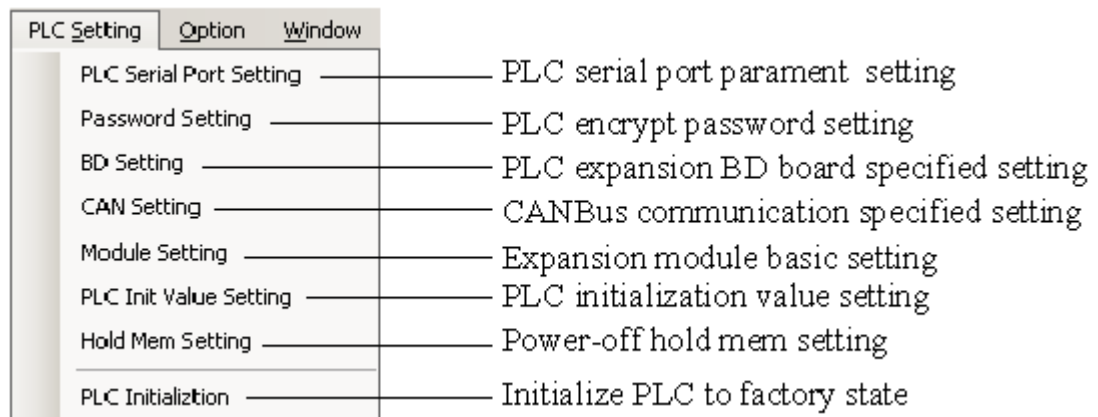 PLC Setting Option Window
PLC Serial Port Setting PLC serial port parament setting
Password Setting PLC encrypt password setting
BD Setting PLC expansion BD board specified setting
CAN Setting CANBus communication specified setting
Module Setting Expansion module basic setting
PLC Init Value Setting PLC initialization value setting
Hold Mem Setting Power-off hold mem setting
PLC Initializtion Initialize PLC to factory state